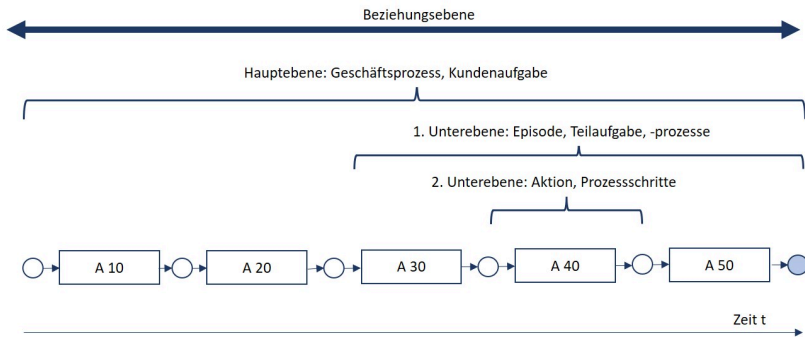 Beziehungsebene
Hauptebene: Geschäftsprozess, Kundenaufgabe
1. Unterebene: Episode, Teilaufgabe, -prozesse
2. Unterebene: Aktion, Prozessschritte
A 10 A 20 A 30 A 40 A 50
Zeit t